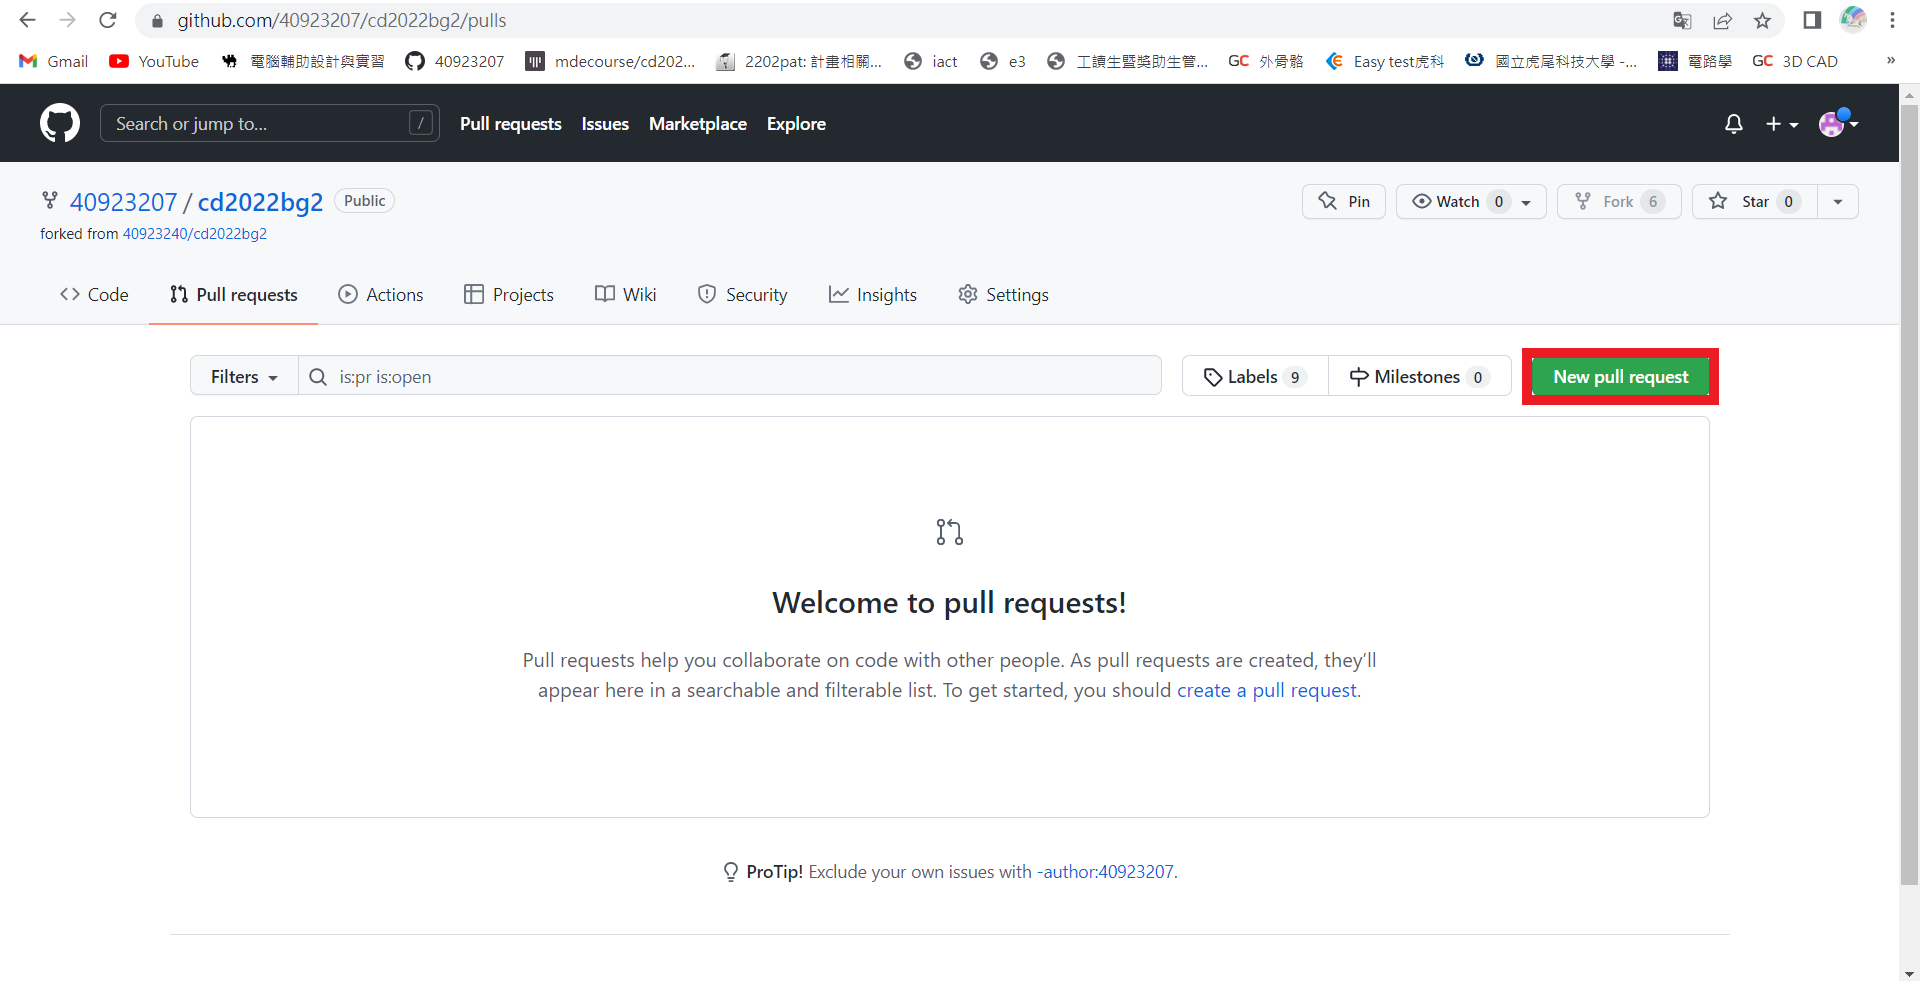 github.com/40923207/cd2022bg2/pulls
Gmail YouTube 電腦輔助設計與實習 40923207 mdecourse/cd202... 2202pat: 計畫相關... iact e3 工讀生暨獎助生管... GC 外骨骼 Easy test虎科 國立虎尾科技大學 -... 電路學 GC 3D CAD »
Search or jump to... / Pull requests Issues Marketplace Explore
40923207 / cd2022bg2 Public Pin Watch 0 Fork 6 Star 0
forked from 40923240/cd2022bg2
Code Pull requests Actions Projects Wiki Security Insights Settings
Filters is:pr is:open Labels 9 Milestones 0 New pull request
Welcome to pull requests!
Pull requests help you collaborate on code with other people. As pull requests are created, they’ll
appear here in a searchable and filterable list. To get started, you should create a pull request.
ProTip! Exclude your own issues with -author:40923207.